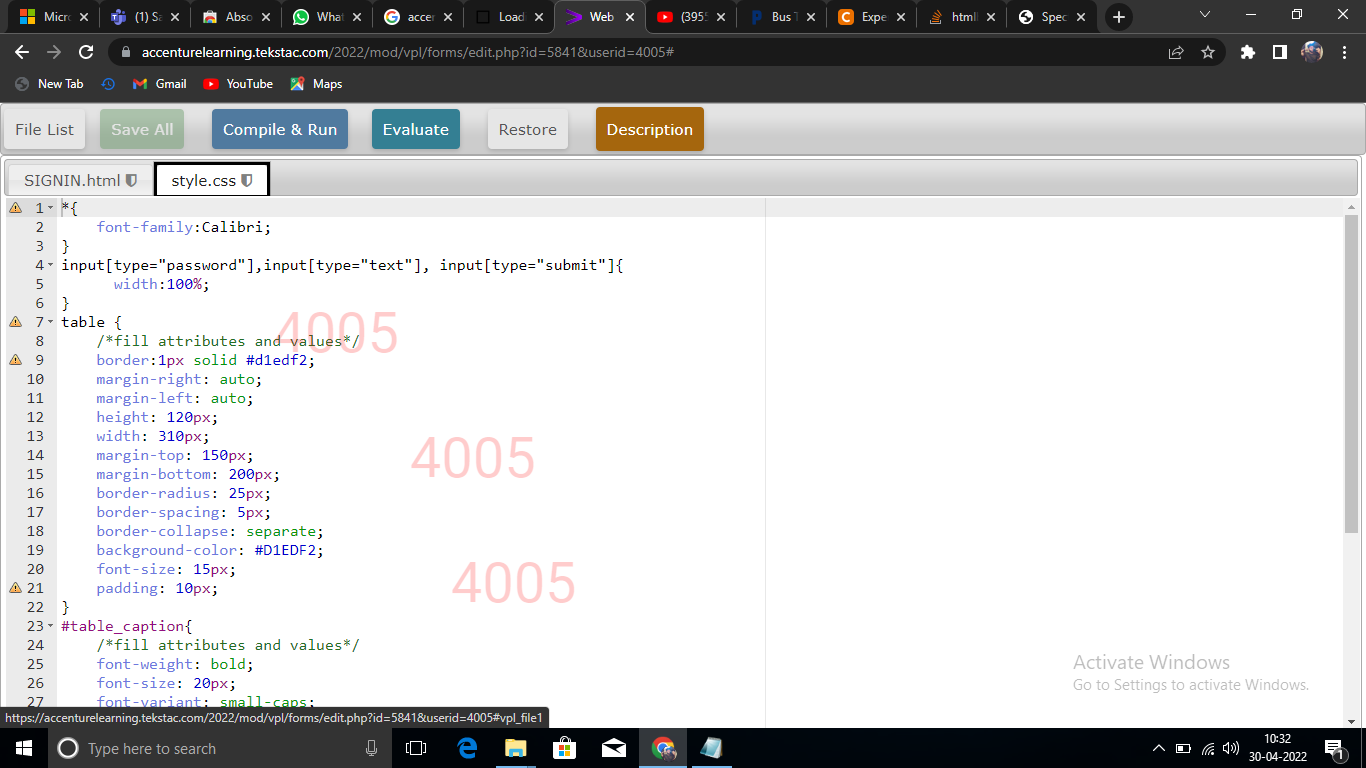 Micro
(1) Sa
Abso
What
accer
Loadi
Web
(3955
Bus T
Expe
htmll
Spec
accenturelearning.tekstac.com/2022/mod/vpl/forms/edit.php?id=5841&userid=4005#
New Tab
Gmail
YouTube
Maps
File List
Save All
Compile & Run
Evaluate
Restore
Description
SIGNIN.html
style.css
1 *{
2 font-family:Calibri;
3 }
4 input[type="password"],input[type="text"], input[type="submit"]{
5 width:100%;
6 }
7 table {
8 /*fill attributes and values*/
9 border:1px solid #d1edf2;
10 margin-right: auto;
11 margin-left: auto;
12 height: 120px;
13 width: 310px;
14 margin-top: 150px;
15 margin-bottom: 200px;
16 border-radius: 25px;
17 border-spacing: 5px;
18 border-collapse: separate;
19 background-color: #D1EDF2;
20 font-size: 15px;
21 padding: 10px;
22 }
23 #table_caption{
24 /*fill attributes and values*/
25 font-weight: bold;
26 font-size: 20px;
27 font-variant: small-caps;
4005
4005
4005
Activate Windows
Go to Settings to activate Windows.
https://accenturelearning.tekstac.com/2022/mod/vpl/forms/edit.php?id=5841&userid=4005#vpl_file1
Type here to search
10:32
30-04-2022
1